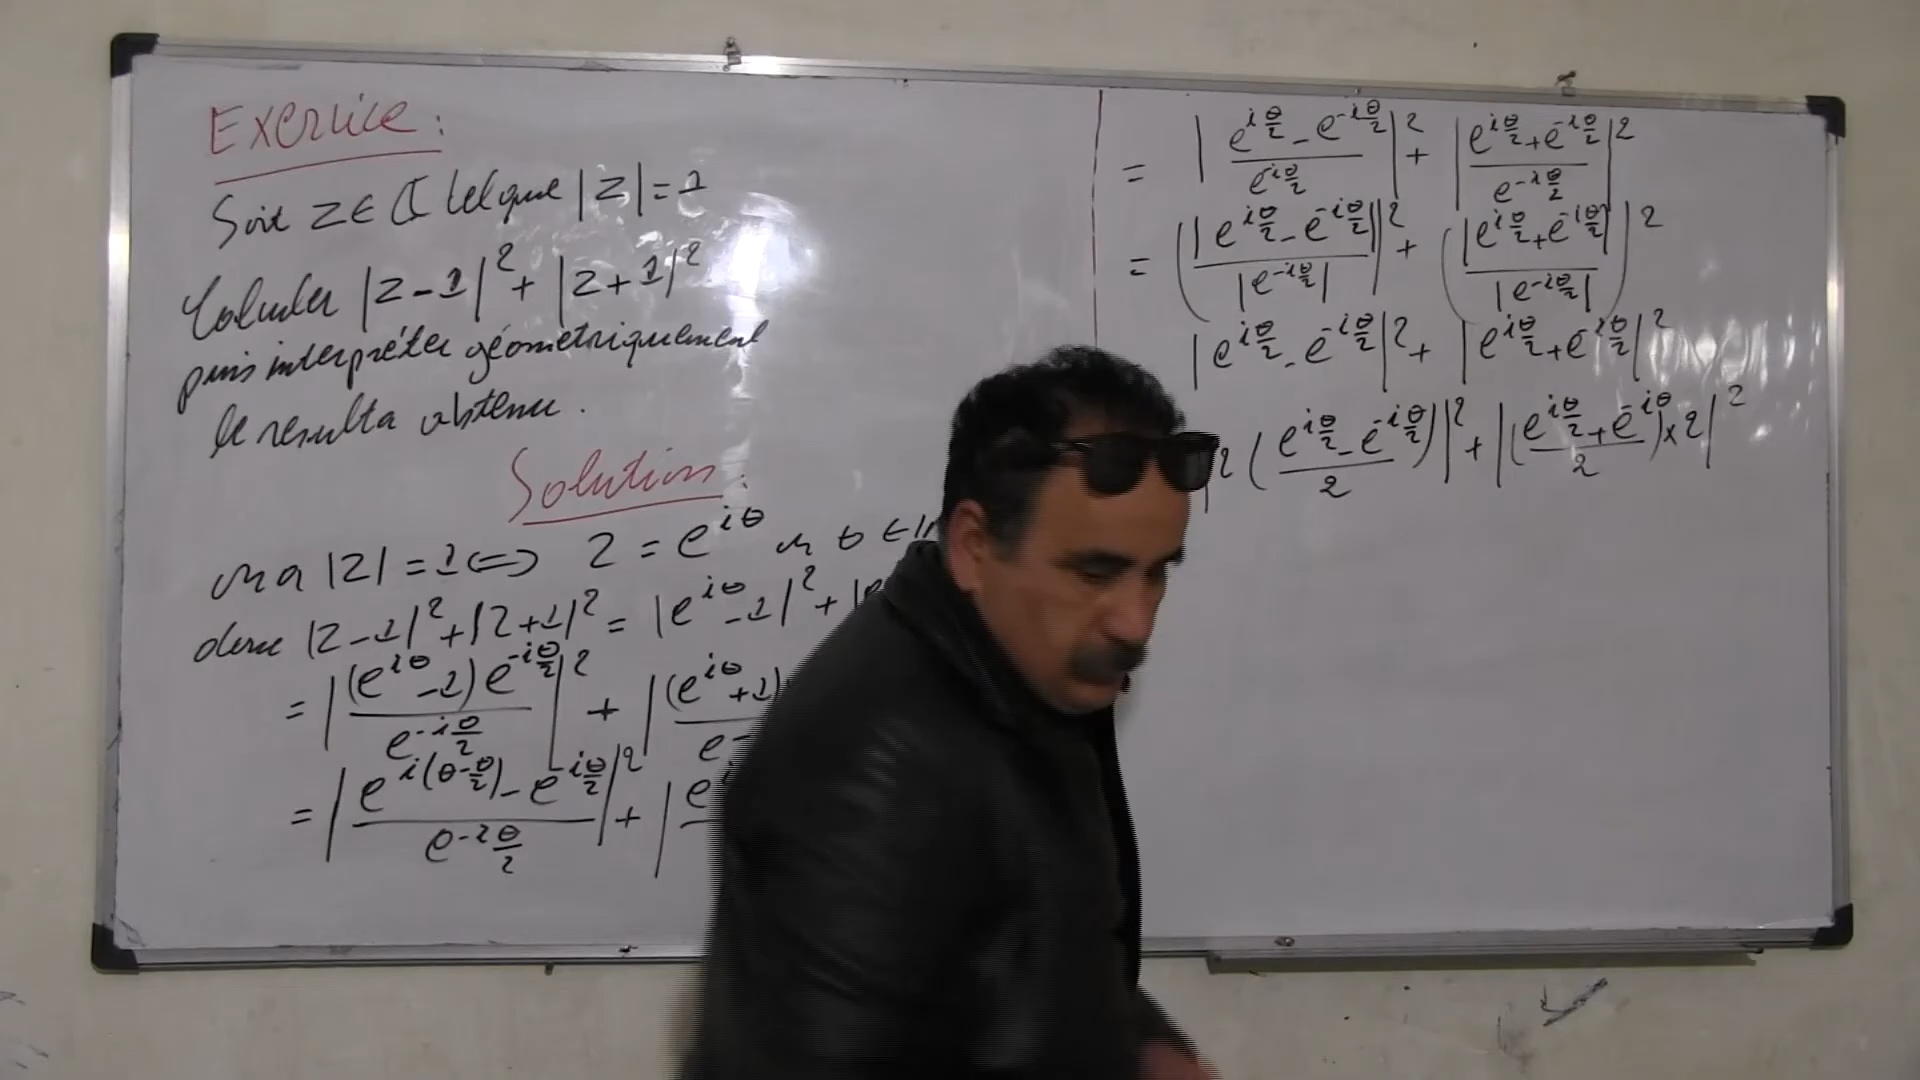 Exercice :
Soit z ∈ ℂ tel que |z| = 1
Calculer |z - 1|² + |z + 1|²
puis interpréter géometriquement
le resulta obtenu .
Solution :
on a |z| = 1 ⇔ z = e^{iθ} où θ ∈
donc |z - 1|² + |z + 1|² = |e^{iθ} - 1|² + |e
= |((e^{iθ} - 1) e^{-iθ/2}) / e^{-iθ/2}|² + |(e^{iθ} + 1)
= |(e^{i(θ - θ/2)} - e^{-iθ/2}) / e^{-iθ/2}|² + |e^{i
= |(e^{iθ/2} - e^{-iθ/2}) / e^{iθ/2}|² + |(e^{iθ/2} + e^{-iθ/2}) / e^{-iθ/2}|²
= (|e^{iθ/2} - e^{-iθ/2}| / |e^{-iθ/2}|)² + (|e^{iθ/2} + e^{-iθ/2}| / |e^{-iθ/2}|)²
|e^{iθ/2} - e^{-iθ/2}|² + |e^{iθ/2} + e^{-iθ/2}|²
|2 ((e^{iθ/2} - e^{-iθ/2}) / 2)|² + |((e^{iθ/2} + e^{-iθ}) / 2) × 2|²